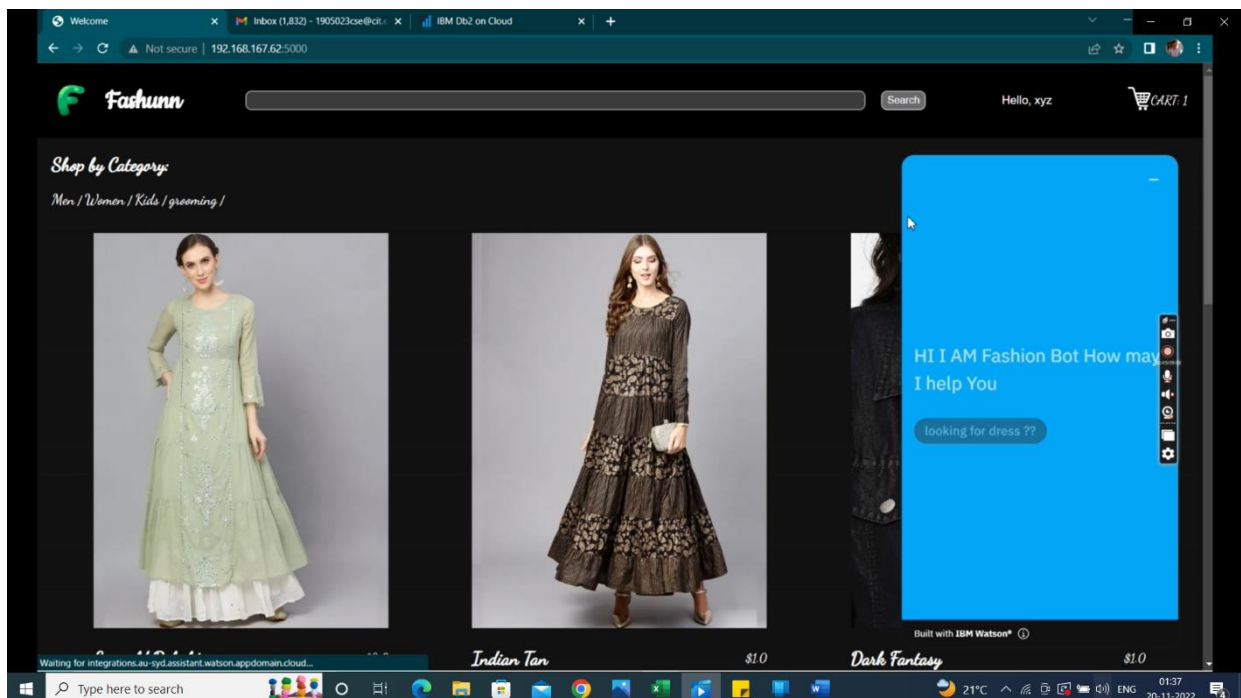 Welcome
Inbox (1,832) - 1905023cse@cit.
IBM Db2 on Cloud
Not secure | 192.168.167.62:5000
Fashunn
Search
Hello, xyz
CART: 1
Shop by Category:
Men / Women / Kids / grooming /
HI I AM Fashion Bot How may
I help You
looking for dress ??
Built with IBM Watson®
Indian Tan
$1.0
Dark Fantasy
$1.0
Waiting for integrations.au-syd.assistant.watson.appdomain.cloud...
Type here to search
21°C
ENG
01:37
20-11-2022